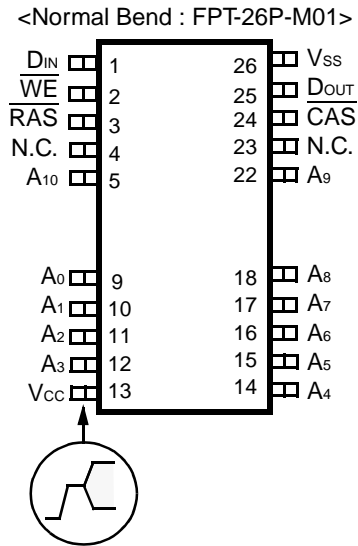 <Normal Bend : FPT-26P-M01>
DIN 1 26 VSS
WE 2 25 DOUT
RAS 3 24 CAS
N.C. 4 23 N.C.
A10 5 22 A9
A0 9 18 A8
A1 10 17 A7
A2 11 16 A6
A3 12 15 A5
VCC 13 14 A4